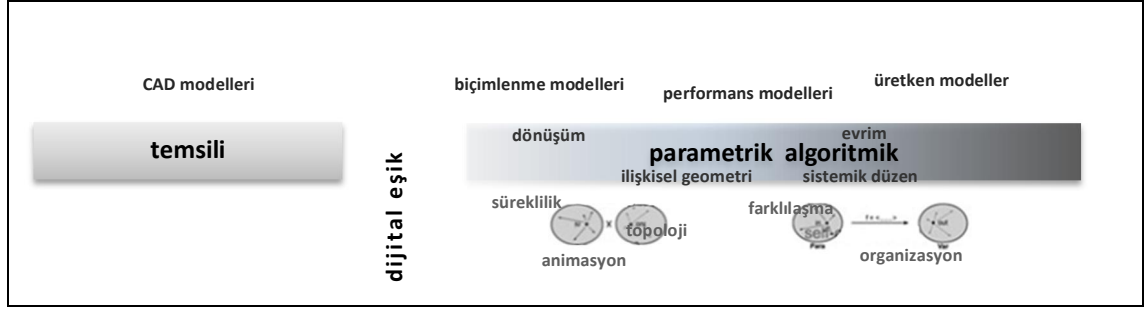 CAD modelleri
biçimlenme modelleri
performans modelleri
üretken modeller
temsili
dijital eşik
dönüşüm
evrim
parametrik algoritmik
ilişkisel geometri
sistemik düzen
süreklilik
topoloji
animasyon
farklılaşma
self-
organizasyon